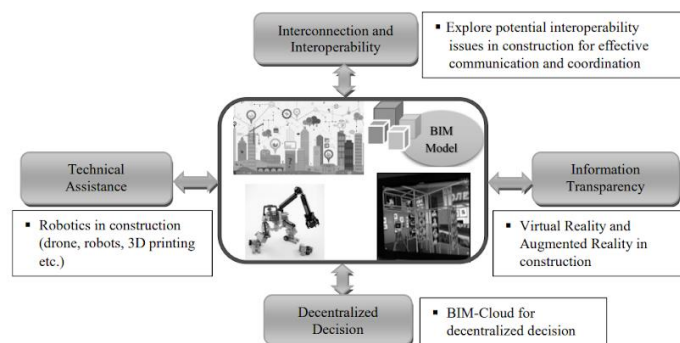 Interconnection and
Interoperability
▪ Explore potential interoperability
issues in construction for effective
communication and coordination
BIM
Model
Technical
Assistance
Information
Transparency
▪ Robotics in construction
(drone, robots, 3D printing
etc.)
▪ Virtual Reality and
Augmented Reality in
construction
Decentralized
Decision
▪ BIM-Cloud for
decentralized decision